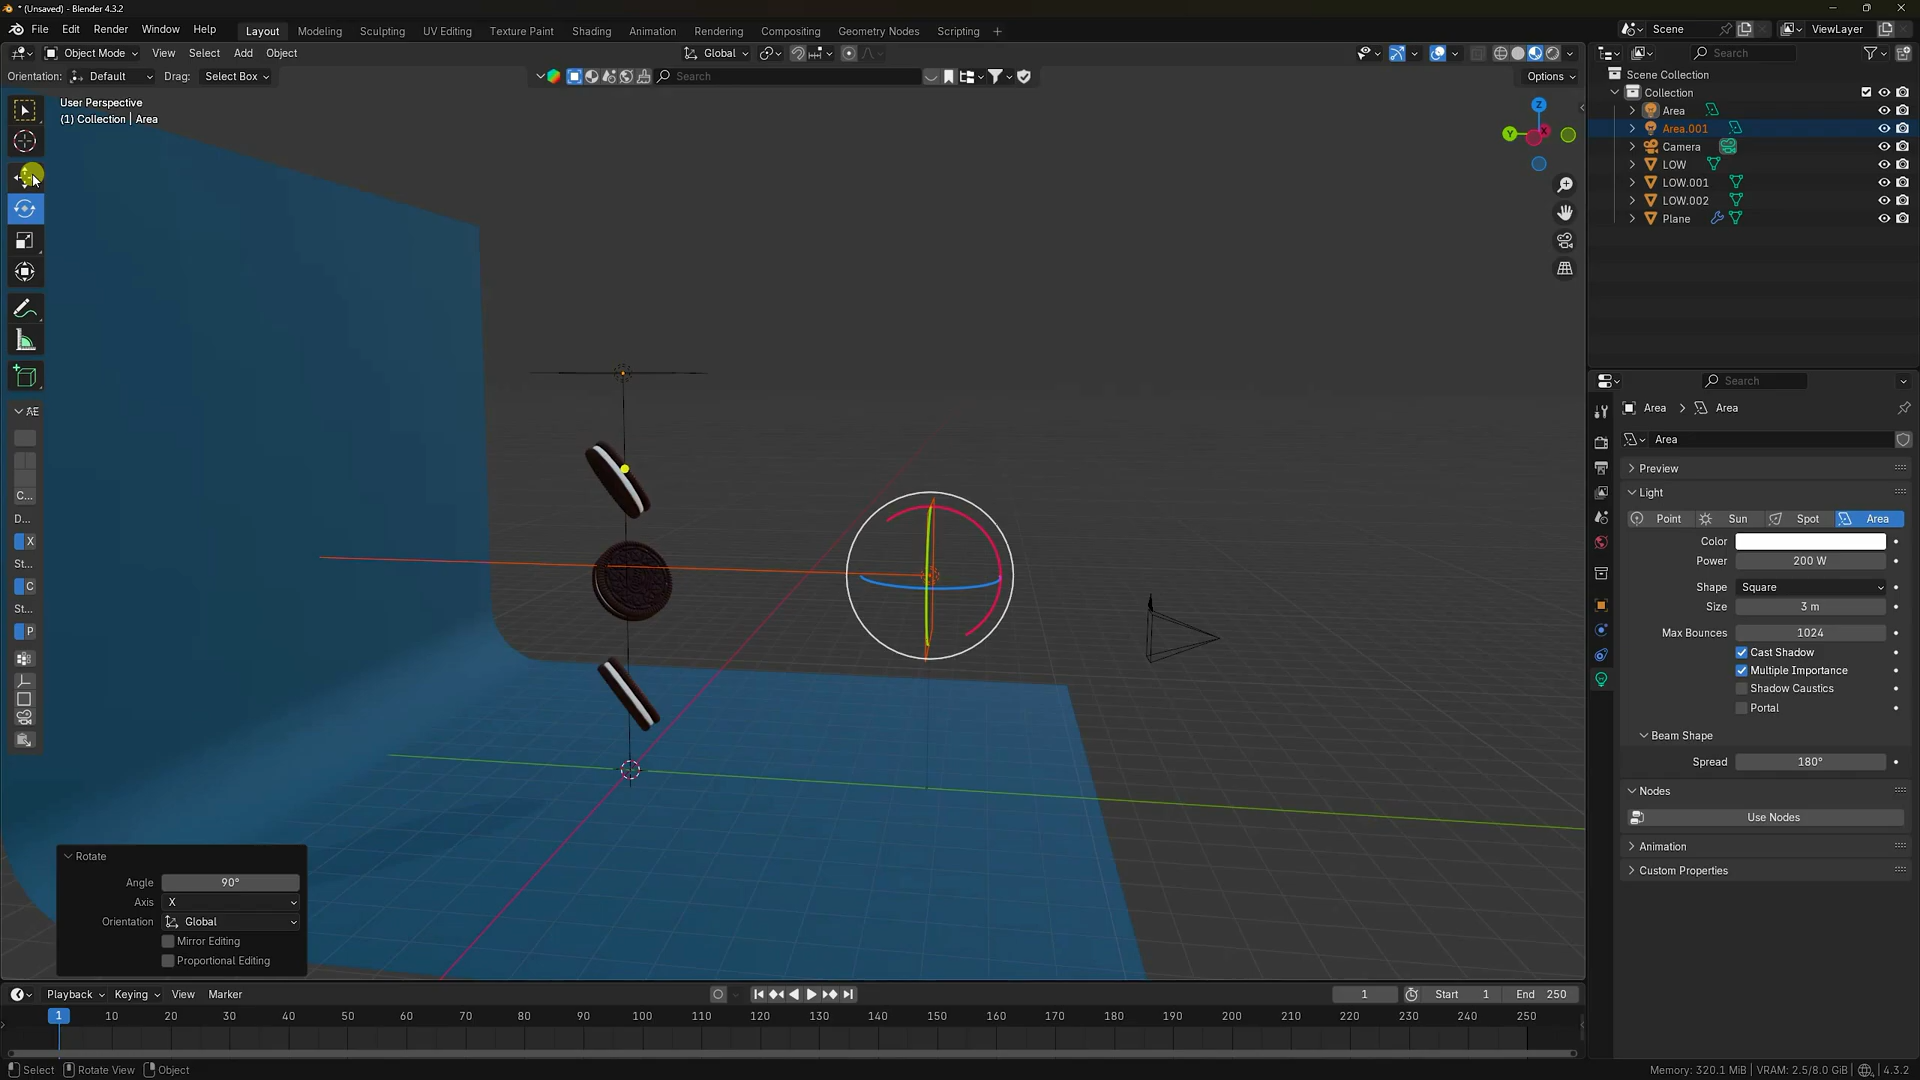 * (Unsaved) - Blender 4.3.2
File Edit Render Window Help Layout Modeling Sculpting UV Editing Texture Paint Shading Animation Rendering Compositing Geometry Nodes Scripting + Scene ViewLayer
Object Mode View Select Add Object Global Search
Orientation: Default Drag: Select Box Search Options
User Perspective
(1) Collection | Area
Z
Y
X
Scene Collection
Collection
Area
Area.001
Camera
LOW
LOW.001
LOW.002
Plane
AE
C...
D...
X
St...
C
St...
P
Search
Area > Area
Area
Preview
Light
Point Sun Spot Area
Color
Power 200 W
Shape Square
Size 3 m
Max Bounces 1024
Cast Shadow
Multiple Importance
Shadow Caustics
Portal
Beam Shape
Spread 180°
Nodes
Use Nodes
Animation
Custom Properties
Rotate
Angle 90°
Axis X
Orientation Global
Mirror Editing
Proportional Editing
Playback Keying View Marker 1 Start 1 End 250
1 10 20 30 40 50 60 70 80 90 100 110 120 130 140 150 160 170 180 190 200 210 220 230 240 250
Select Rotate View Object Memory: 320.1 MiB | VRAM: 2.5/8.0 GiB | 4.3.2